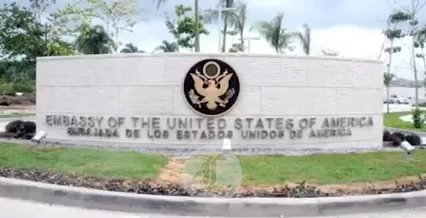 EMBASSY OF THE UNITED STATES OF AMERICA
EMBAJADA DE LOS ESTADOS UNIDOS DE AMERICA